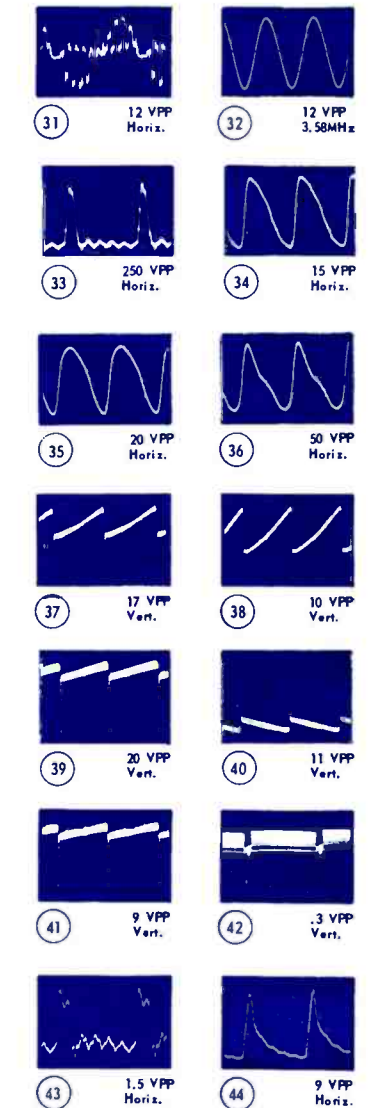 31 12 VPP
Horiz.
32 12 VPP
3.58MHz
33 250 VPP
Horiz.
34 15 VPP
Horiz.
35 20 VPP
Horiz.
36 50 VPP
Horiz.
37 17 VPP
Vert.
38 10 VPP
Vert.
39 20 VPP
Vert.
40 11 VPP
Vert.
41 9 VPP
Vert.
42 .3 VPP
Vert.
43 1.5 VPP
Horiz.
44 9 VPP
Horiz.